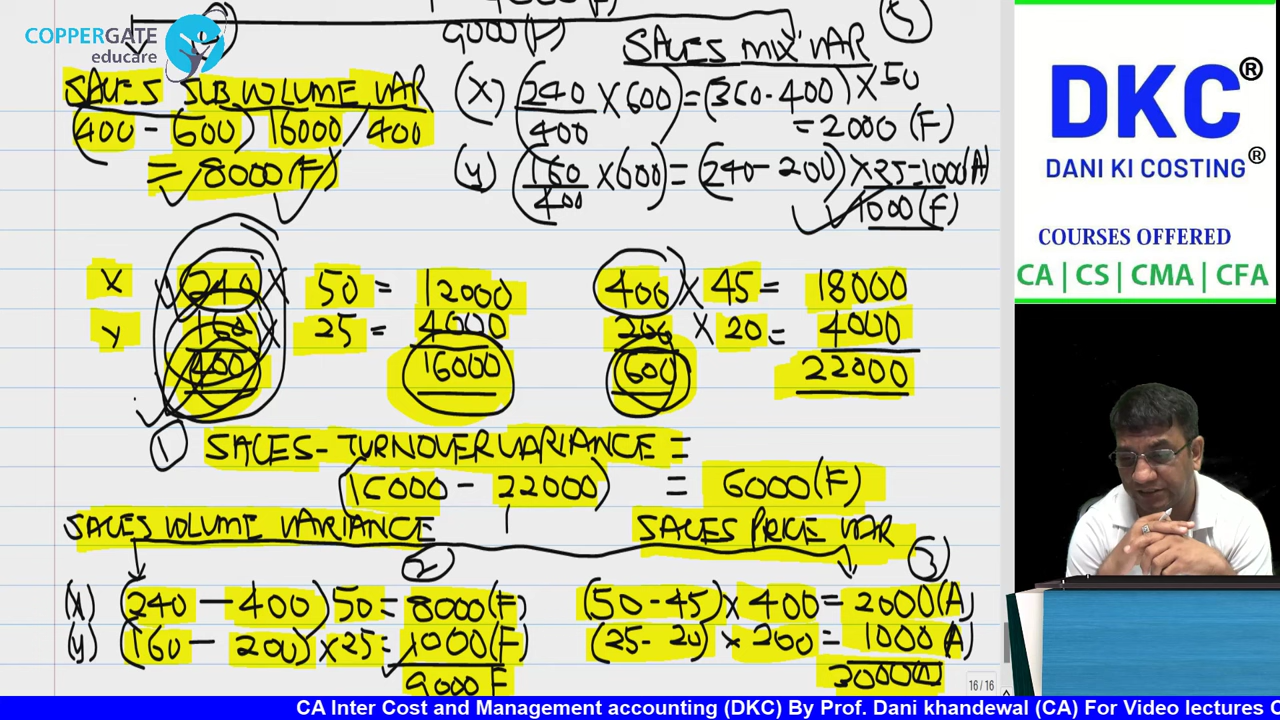 COPPERGATE
educare
9000(F)
5
SALES MIX VAR
SALES SUB VOLUME VAR
(400 - 600) 16000/400
= 8000(F)
(X) (240/400 X 600) = (360-400) X 50
= 2000 (F)
(Y) (160/400 X 600) = (240-200) X 25 = 1000(A)
1000(F)
X 240 X 50 = 12000 400 X 45 = 18000
Y 160 X 25 = 4000 200 X 20 = 4000
400 16000 600 22000
1 SALES - TURNOVER VARIANCE =
(16000 - 22000) = 6000(F)
SALES VOLUME VARIANCE SALES PRICE VAR
2 3
(X) (240 - 400) 50 = 8000(F) (50-45) X 400 = 2000(A)
(Y) (160 - 200) X 25 = 1000(F) (25-20) X 200 = 1000(A)
9000 F 3000(A)
16/16
DKC®
DANI KI COSTING®
COURSES OFFERED
CA | CS | CMA | CFA
CA Inter Cost and Management accounting (DKC) By Prof. Dani khandewal (CA) For Video lectures C